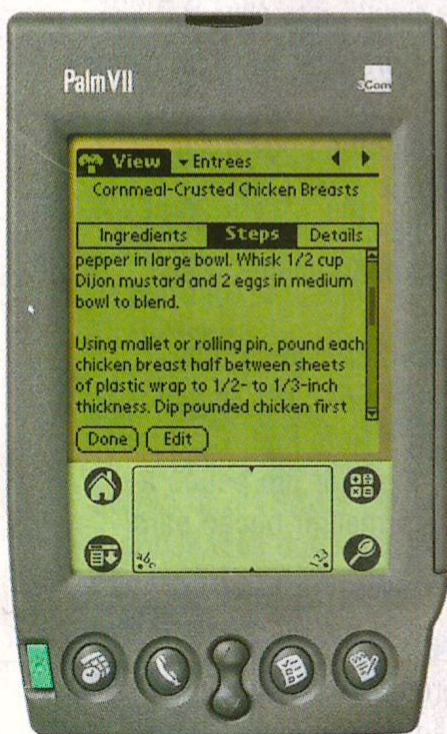 Palm VII
3Com
View Entrees
Cornmeal-Crusted Chicken Breasts
Ingredients Steps Details
pepper in large bowl. Whisk 1/2 cup
Dijon mustard and 2 eggs in medium
bowl to blend.
Using mallet or rolling pin, pound each
chicken breast half between sheets
of plastic wrap to 1/2- to 1/3-inch
thickness. Dip pounded chicken first
Done Edit
abc 123